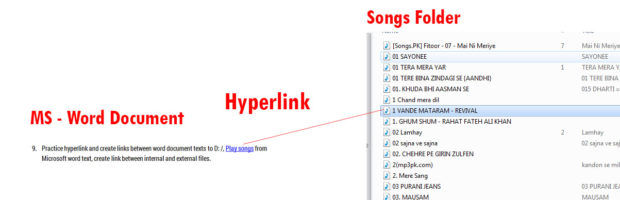 Songs Folder
[Songs.PK] Fitoor - 07 - Mai Ni Meriye 7 Mai Ni Meriye
01 SAYONEE SAYONEE
01 TERA MERA YAR 1 TERA MERA Y
01 TERE BINA ZINDAGI SE (AANDHI) 01 TERE BINA
01. KHUDA BHI AASMAN SE 015 DHARTI =
1 Chand mera dil
1 VANDE MATARAM - REVIVAL
1. GHUM SHUM - RAHAT FATEH ALI KHAN
02 Lamhay 2 Lamhay
02 sajna ve sajna 02 sajna ve sa
02. CHEHRE PE GIRIN ZULFEN
2(mp3pk.com) kanden se mil
2. Mere Sang
03 PURANI JEANS 03 PURANI JE
03. MAUSAM MAUSAM
Hyperlink
MS - Word Document
9. Practice hyperlink and create links between word document texts to D: /, Play songs from
Microsoft word text, create link between internal and external files.